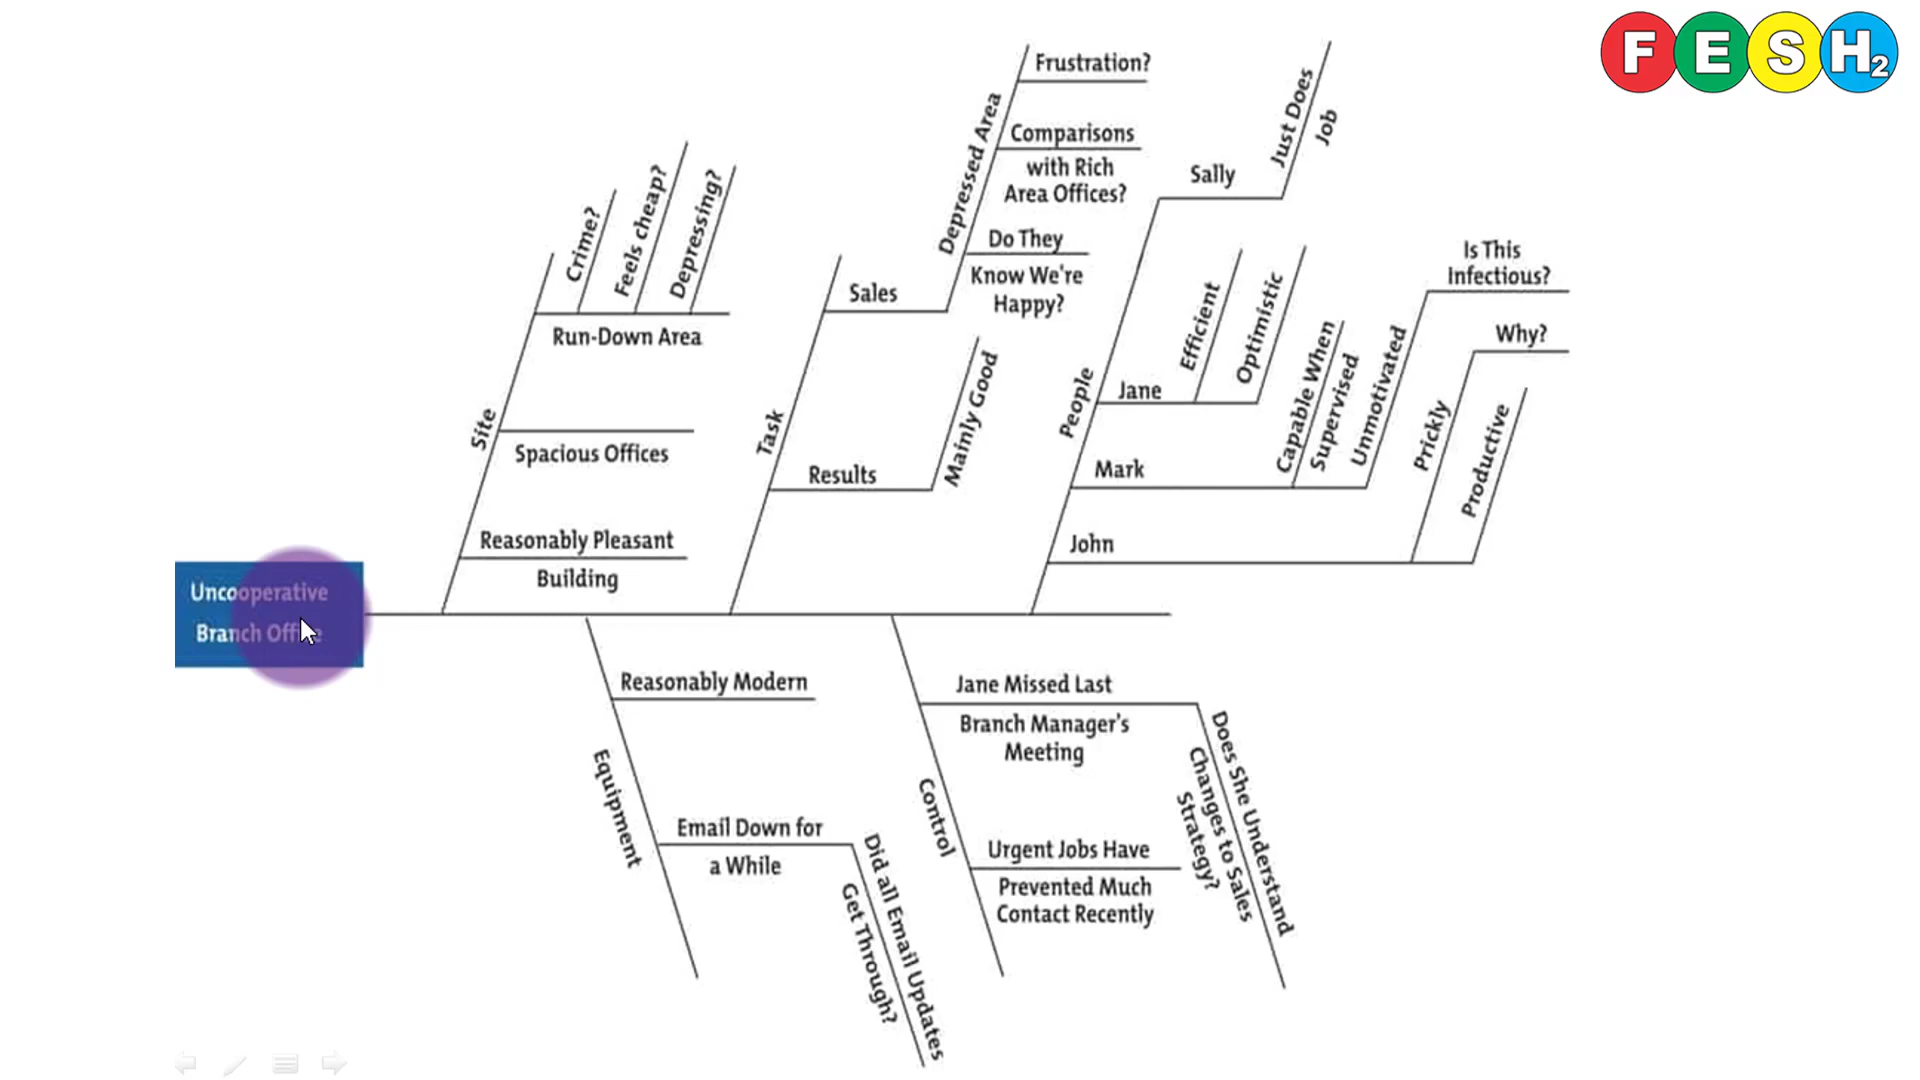 FESH2
Frustration?
Depressed Area
Comparisons
with Rich
Area Offices?
Do They
Know We're
Happy?
Just Does
Job
Sally
Crime?
Feels cheap?
Depressing?
Run-Down Area
Site
Spacious Offices
Reasonably Pleasant
Building
Sales
Task
Results
Mainly Good
People
Jane
Efficient
Optimistic
Mark
Capable When
Supervised
Unmotivated
Is This
Infectious?
John
Prickly
Why?
Productive
Uncooperative
Branch Office
Reasonably Modern
Equipment
Email Down for
a While
Did all Email Updates
Get Through?
Jane Missed Last
Branch Manager's
Meeting
Control
Does She Understand
Changes to Sales
Strategy?
Urgent Jobs Have
Prevented Much
Contact Recently